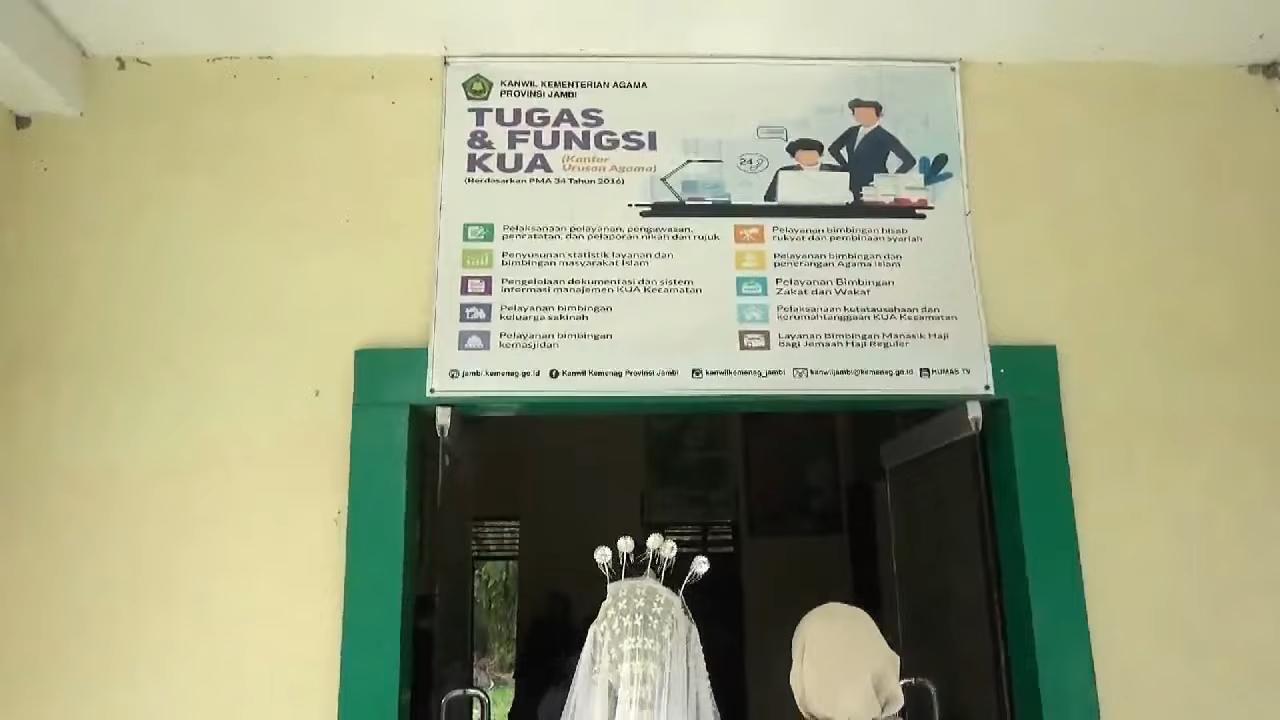 KANWIL KEMENTERIAN AGAMA
PROVINSI JAMBI
TUGAS
& FUNGSI
KUA (Kantor
Urusan Agama)
(Berdasarkan PMA 34 Tahun 2016)
24
Pelaksanaan pelayanan, pengawasan,
pencatatan, dan pelaporan nikah dan rujuk
Penyusunan statistik layanan dan
bimbingan masyarakat Islam
Pengelolaan dokumentasi dan sistem
informasi manajemen KUA Kecamatan
Pelayanan bimbingan
keluarga sakinah
Pelayanan bimbingan
kemasjidan
Pelayanan bimbingan hisab
rukyat dan pembinaan syariah
Pelayanan bimbingan dan
penerangan Agama Islam
Pelayanan Bimbingan
Zakat dan Wakaf
Pelaksanaan ketatausahaan dan
kerumahtanggaan KUA Kecamatan
Layanan Bimbingan Manasik Haji
Bagi Jemaah Haji Reguler
jambi.kemenag.go.id Kanwil Kemenag Provinsi Jambi kanwilkemenag_jambi kanwiljambi@kemenag.go.id HUMAS TV